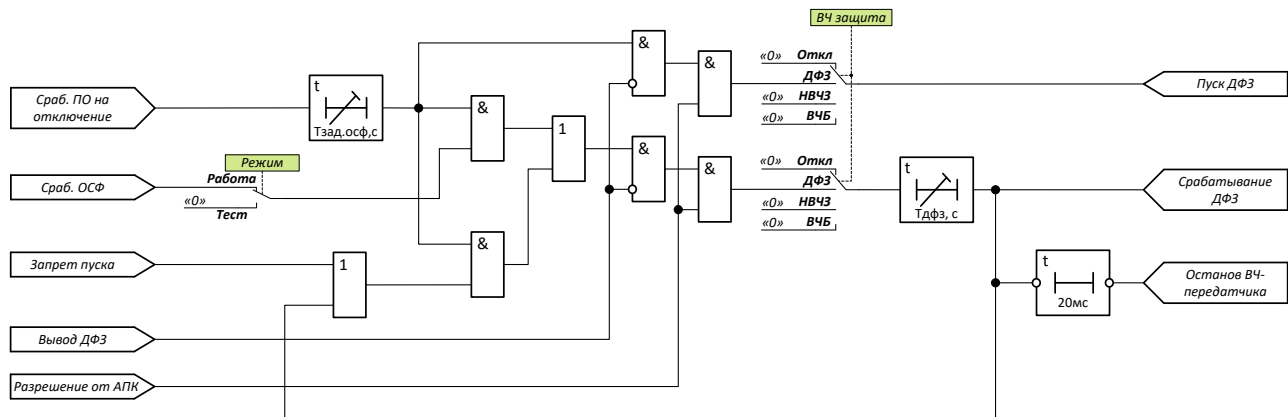 ВЧ защита
Сраб. ПО на
отключение
t
Тзад.осф,с
&
&
«0» Откл
ДФЗ
«0» НВЧЗ
«0» ВЧБ
Пуск ДФЗ
&
1
Режим
Сраб. ОСФ
Работа
«0»
Тест
&
&
«0» Откл
ДФЗ
«0» НВЧЗ
«0» ВЧБ
t
Тдфз, с
Срабатывание
ДФЗ
Запрет пуска
1
&
t
20мс
Останов ВЧ-
передатчика
Вывод ДФЗ
Разрешение от АПК